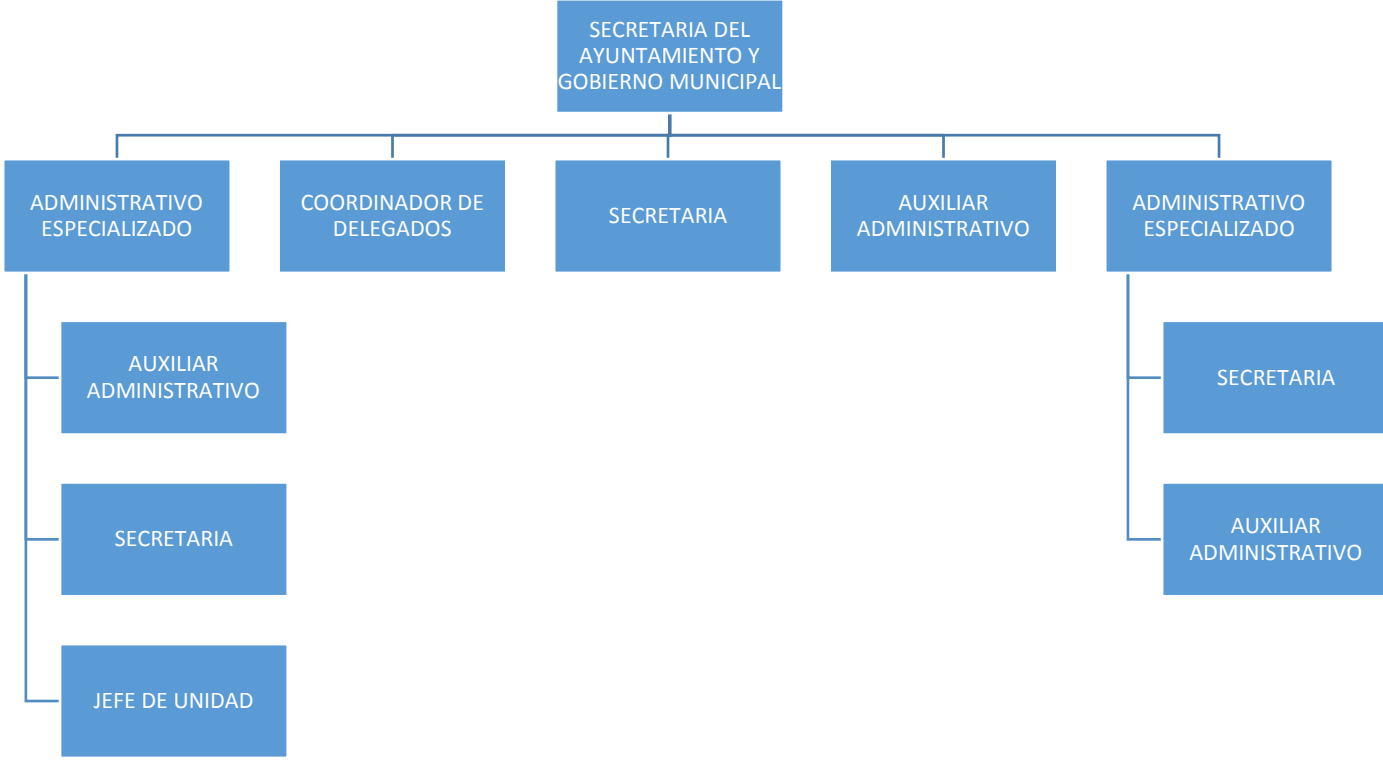 SECRETARIA DEL
AYUNTAMIENTO Y
GOBIERNO MUNICIPAL
ADMINISTRATIVO
ESPECIALIZADO
COORDINADOR DE
DELEGADOS
SECRETARIA
AUXILIAR
ADMINISTRATIVO
ADMINISTRATIVO
ESPECIALIZADO
AUXILIAR
ADMINISTRATIVO
SECRETARIA
JEFE DE UNIDAD
SECRETARIA
AUXILIAR
ADMINISTRATIVO